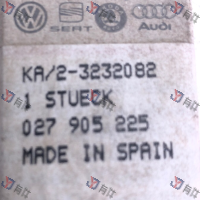 SEAT
Audi
KA/2-3232082
1 STUECK
027 905 225
MADE IN SPAIN